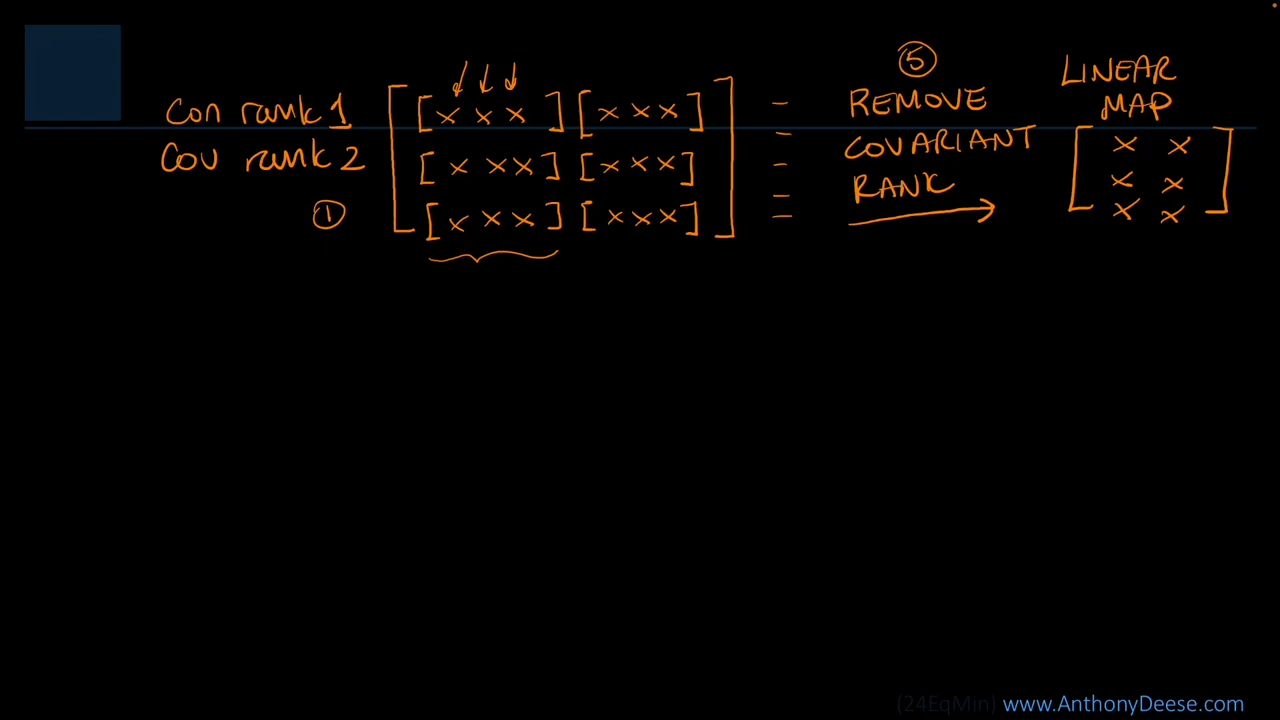 ⑤
LINEAR
MAP
Con rank 1 [ [ x x x ] [ x x x ] ] REMOVE
Cov rank 2 [ x x x ] [ x x x ] COVARIANT [ x x
① [ x x x ] [ x x x ] RANK x x
x x ]
(24EqMin) www.AnthonyDeese.com